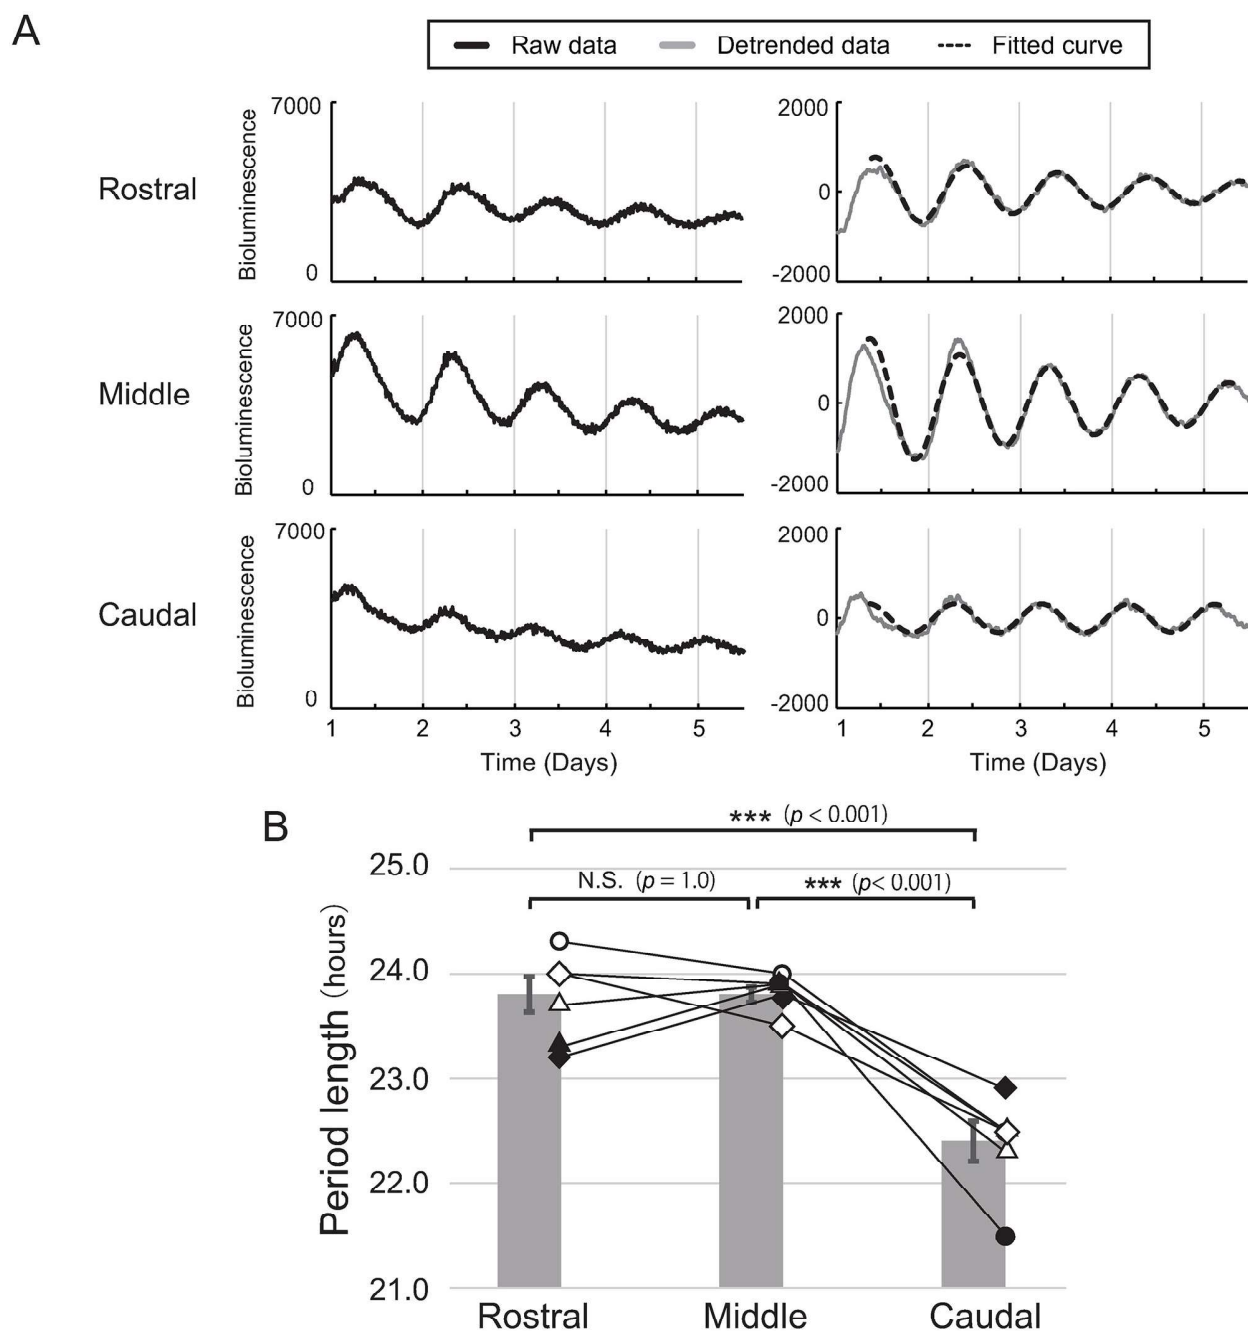 A
Raw data Detrended data Fitted curve
Rostral
Bioluminescence
7000
0
2000
0
-2000
Middle
Bioluminescence
7000
0
2000
0
-2000
Caudal
Bioluminescence
7000
0
2000
0
-2000
1 2 3 4 5
Time (Days)
1 2 3 4 5
Time (Days)
B
*** (p < 0.001)
N.S. (p = 1.0)
*** (p< 0.001)
Period length (hours)
25.0
24.0
23.0
22.0
21.0
Rostral Middle Caudal